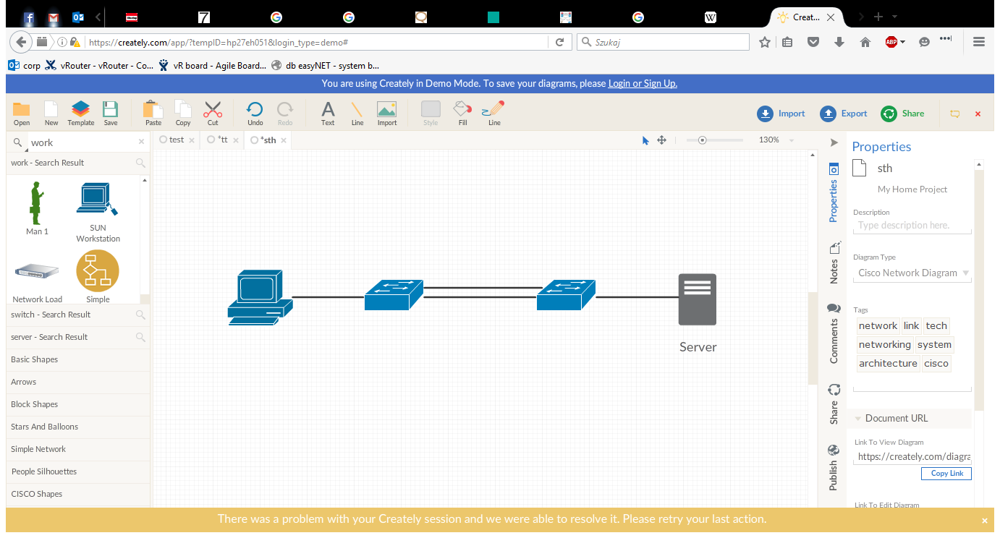 Creat...
https://creately.com/app/?tempID=hp27eh051&login_type=demo#
Szukaj
ABP
corp
vRouter - vRouter - Co...
vR board - Agile Board...
db easyNET - system b...
You are using Creately in Demo Mode. To save your diagrams, please Login or Sign Up.
Open New Template Save Paste Copy Cut Undo Redo Text Line Import Style Fill Line
Import Export Share
work
test *tt *sth
130%
work - Search Result
Man 1
SUN
Workstation
Network Load
Simple
switch - Search Result
server - Search Result
Basic Shapes
Arrows
Block Shapes
Stars And Balloons
Simple Network
People Silhouettes
CISCO Shapes
Server
Properties
Notes
Comments
Share
Publish
Properties
sth
My Home Project
Description
Type description here.
Diagram Type
Cisco Network Diagram
Tags
network link tech
networking system
architecture cisco
Document URL
Link To View Diagram
https://creately.com/diagra
Copy Link
Link To Edit Diagram
There was a problem with your Creately session and we were able to resolve it. Please retry your last action.